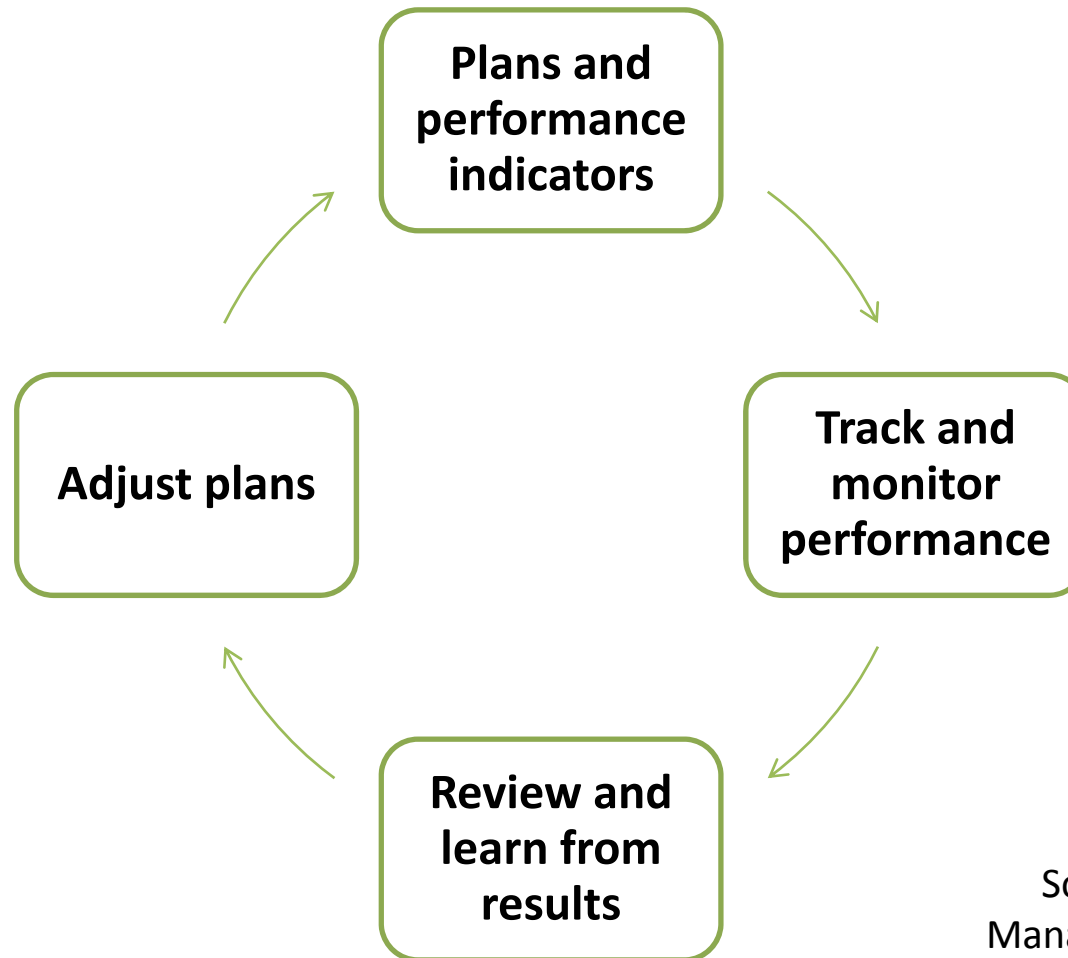 Plans and
performance
indicators
Track and
monitor
performance
Adjust plans
Review and
learn from
results